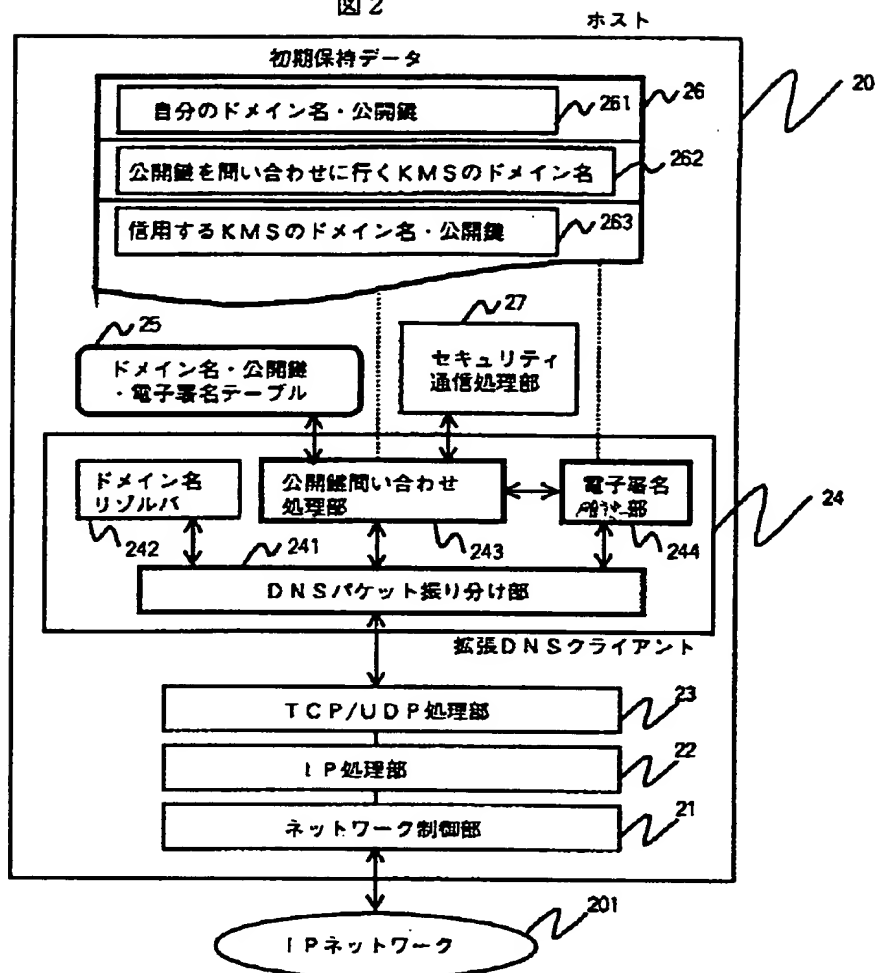 図2
ホスト
初期保持データ
20
26
自分のドメイン名・公開鍵
261
公開鍵を問い合わせに行くKMSのドメイン名
262
信用するKMSのドメイン名・公開鍵
263
25
ドメイン名・公開鍵
・電子署名テーブル
27
セキュリティ
通信処理部
ドメイン名
リゾルバ
242
公開鍵問い合わせ
処理部
243
電子署名
部
244
24
241
DNSパケット振り分け部
拡張DNSクライアント
TCP/UDP処理部
23
IP処理部
22
ネットワーク制御部
21
201
IPネットワーク